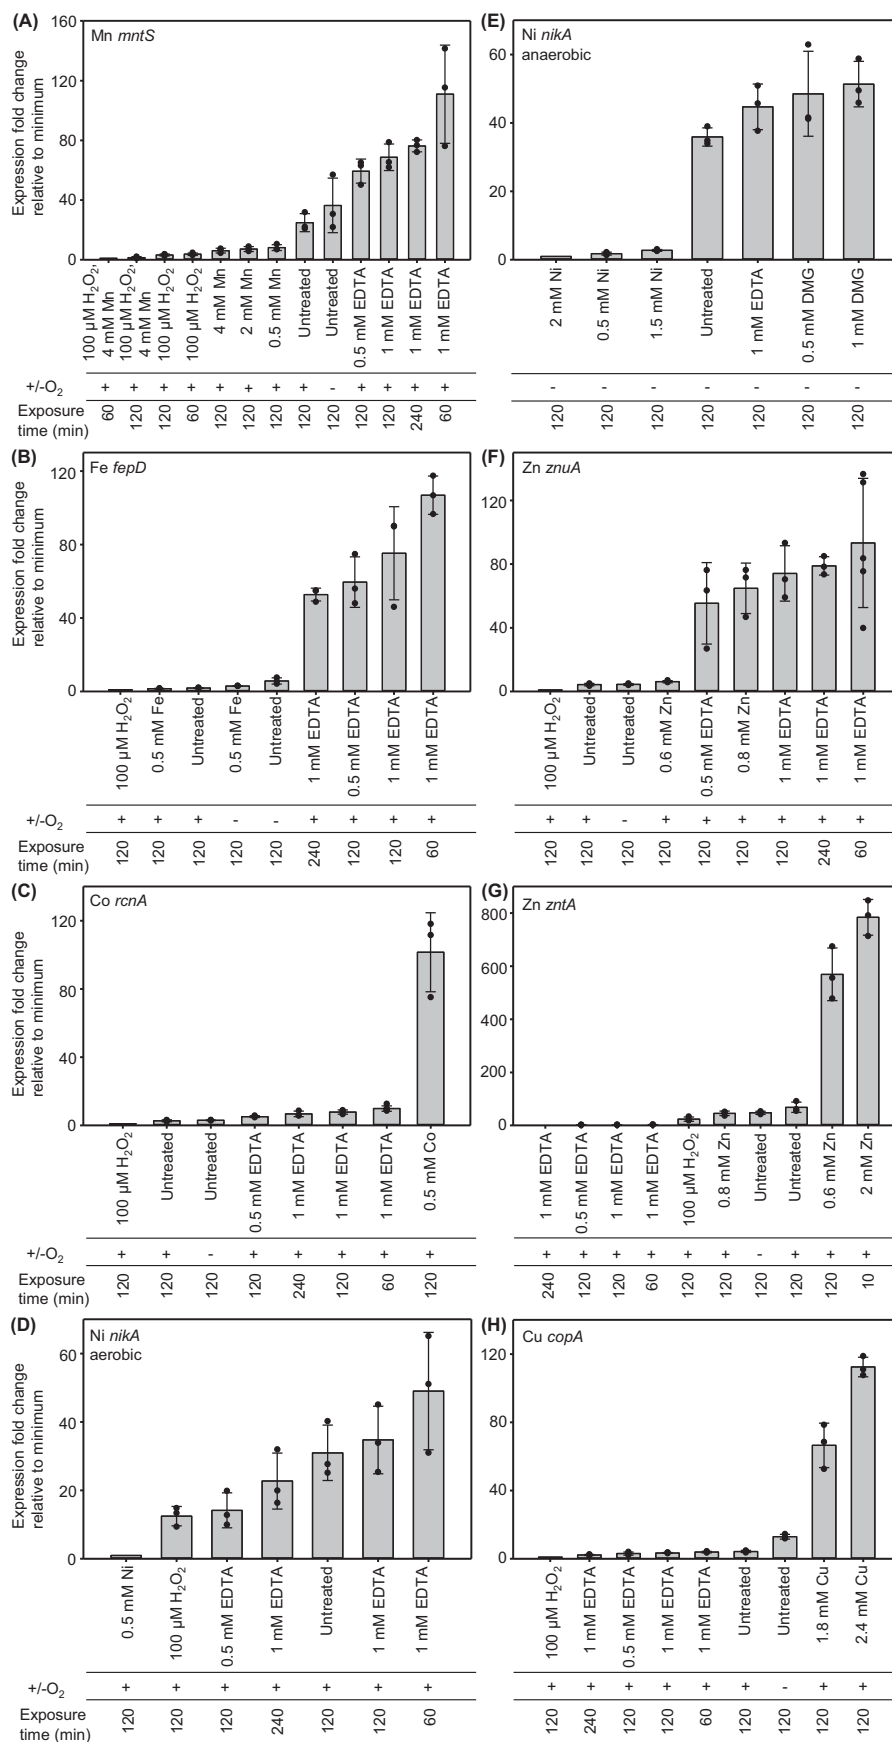 (A)
Mn mntS
Expression fold change
relative to minimum
160
120
80
40
0
100 µM H₂O₂,
4 mM Mn
100 µM H₂O₂,
4 mM Mn
100 µM H₂O₂
100 µM H₂O₂
4 mM Mn
2 mM Mn
0.5 mM Mn
Untreated
Untreated
0.5 mM EDTA
1 mM EDTA
1 mM EDTA
1 mM EDTA
+/-O₂ + + + + + + + + - + + + +
Exposure
time (min)
60 120 120 60 120 120 120 120 120 120 120 240 60
(E)
Ni nikA
anaerobic
60
40
20
0
2 mM Ni
0.5 mM Ni
1.5 mM Ni
Untreated
1 mM EDTA
0.5 mM DMG
1 mM DMG
- - - - - - -
120 120 120 120 120 120 120
(B)
Fe fepD
Expression fold change
relative to minimum
120
80
40
0
100 µM H₂O₂
0.5 mM Fe
Untreated
0.5 mM Fe
Untreated
1 mM EDTA
0.5 mM EDTA
1 mM EDTA
1 mM EDTA
+/-O₂ + + + - - + + + +
Exposure
time (min)
120 120 120 120 120 240 120 120 60
(F)
Zn znuA
120
80
40
0
100 µM H₂O₂
Untreated
Untreated
0.6 mM Zn
0.5 mM EDTA
0.8 mM Zn
1 mM EDTA
1 mM EDTA
1 mM EDTA
+ + - + + + + + +
120 120 120 120 120 120 120 240 60
(C)
Co rcnA
Expression fold change
relative to minimum
120
80
40
0
100 µM H₂O₂
Untreated
Untreated
0.5 mM EDTA
1 mM EDTA
1 mM EDTA
1 mM EDTA
0.5 mM Co
+/-O₂ + + - + + + + +
Exposure
time (min)
120 120 120 120 240 120 60 120
(G)
Zn zntA
800
600
400
200
0
1 mM EDTA
0.5 mM EDTA
1 mM EDTA
1 mM EDTA
100 µM H₂O₂
0.8 mM Zn
Untreated
Untreated
0.6 mM Zn
2 mM Zn
+ + + + + + - + + +
240 120 120 60 120 120 120 120 120 10
(D)
Ni nikA
aerobic
Expression fold change
relative to minimum
60
40
20
0
0.5 mM Ni
100 µM H₂O₂
0.5 mM EDTA
1 mM EDTA
Untreated
1 mM EDTA
1 mM EDTA
+/-O₂ + + + + + + +
Exposure
time (min)
120 120 120 240 120 120 60
(H)
Cu copA
120
80
40
0
100 µM H₂O₂
1 mM EDTA
0.5 mM EDTA
1 mM EDTA
1 mM EDTA
Untreated
Untreated
1.8 mM Cu
2.4 mM Cu
+ + + + + + - + +
120 240 120 120 60 120 120 120 120